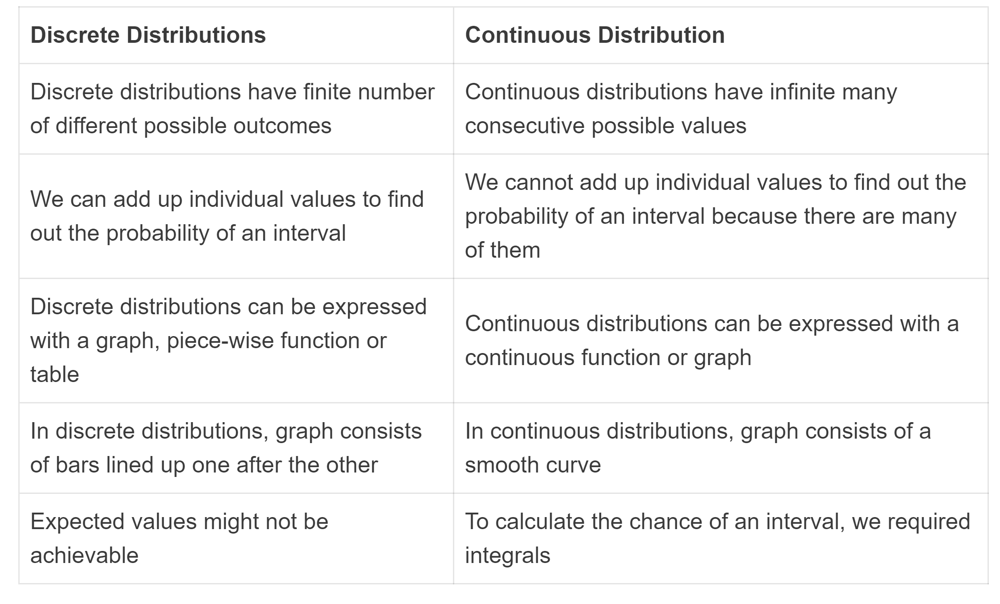 Discrete Distributions
Continuous Distribution
Discrete distributions have finite number
of different possible outcomes
Continuous distributions have infinite many
consecutive possible values
We can add up individual values to find
out the probability of an interval
We cannot add up individual values to find out the
probability of an interval because there are many
of them
Discrete distributions can be expressed
with a graph, piece-wise function or
table
Continuous distributions can be expressed with a
continuous function or graph
In discrete distributions, graph consists
of bars lined up one after the other
In continuous distributions, graph consists of a
smooth curve
Expected values might not be
achievable
To calculate the chance of an interval, we required
integrals